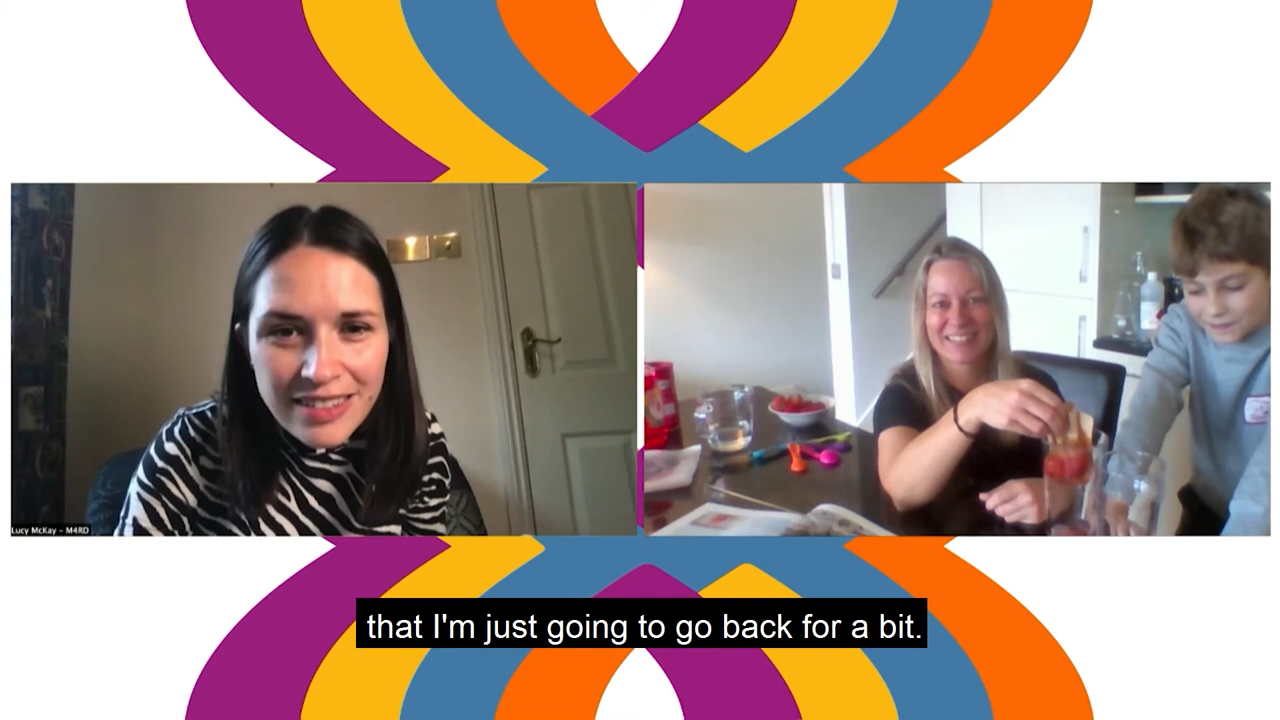 Lucy McKay – M4RD
that I'm just going to go back for a bit.